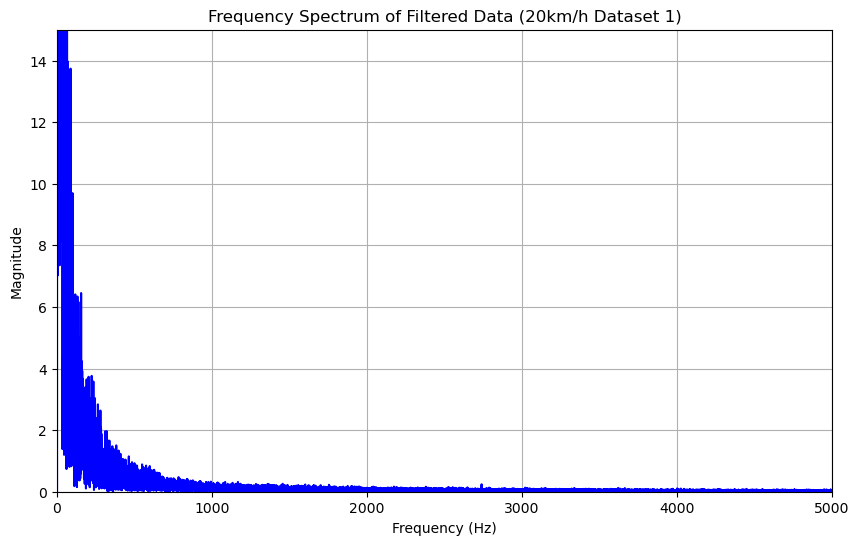 Frequency Spectrum of Filtered Data (20km/h Dataset 1)
14
12
10
8
6
4
2
0
Magnitude
0 1000 2000 3000 4000 5000
Frequency (Hz)